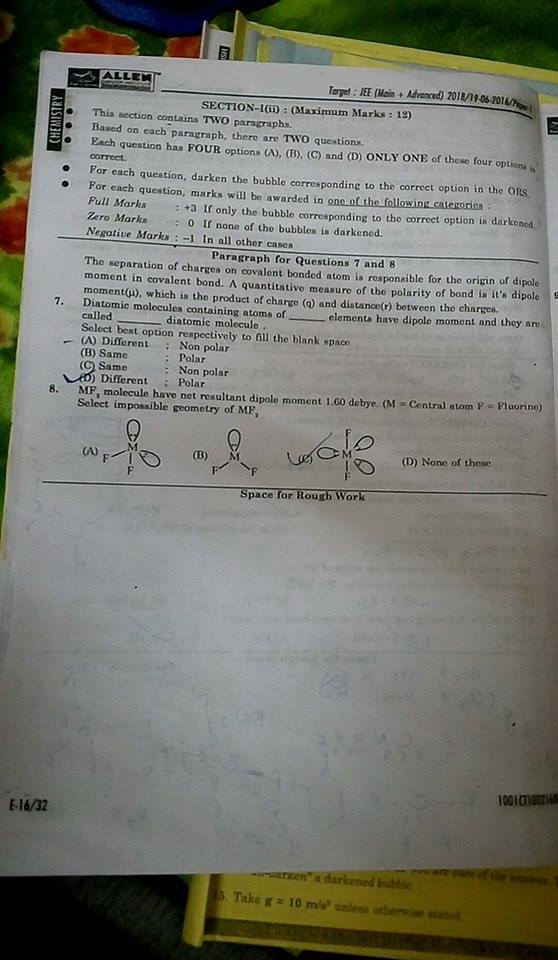 ALLEN
CHEMISTRY
Target : JEE (Main + Advanced) 2018/19-06-2016/Paper-1
SECTION-I(ii) : (Maximum Marks : 12)
This section contains TWO paragraphs.
Based on each paragraph, there are TWO questions.
Each question has FOUR options (A), (B), (C) and (D) ONLY ONE of these four options is
correct.
For each question, darken the bubble corresponding to the correct option in the ORS.
For each question, marks will be awarded in one of the following categories :
Full Marks : +3 If only the bubble corresponding to the correct option is darkened.
Zero Marks : 0 If none of the bubbles is darkened.
Negative Marks : –1 In all other cases
Paragraph for Questions 7 and 8
The separation of charges on covalent bonded atom is responsible for the origin of dipole
moment in covalent bond. A quantitative measure of the polarity of bond is it's dipole
moment(μ), which is the product of charge (q) and distance(r) between the charges.
7. Diatomic molecules containing atoms of ______ elements have dipole moment and they are
called ______ diatomic molecule .
Select best option respectively to fill the blank space
(A) Different ; Non polar
(B) Same ; Polar
(C) Same ; Non polar
(D) Different ; Polar
8. MF₂ molecule have net resultant dipole moment 1.60 debye. (M = Central atom F = Fluorine)
Select impossible geometry of MF₂
(A) F M F
(B) M F F
(C) F M F
(D) None of these
Space for Rough Work
E-16/32
un-darken" a darkened bubble.
you are sure of the answer.
15. Take g = 10 m/s² unless otherwise stated.